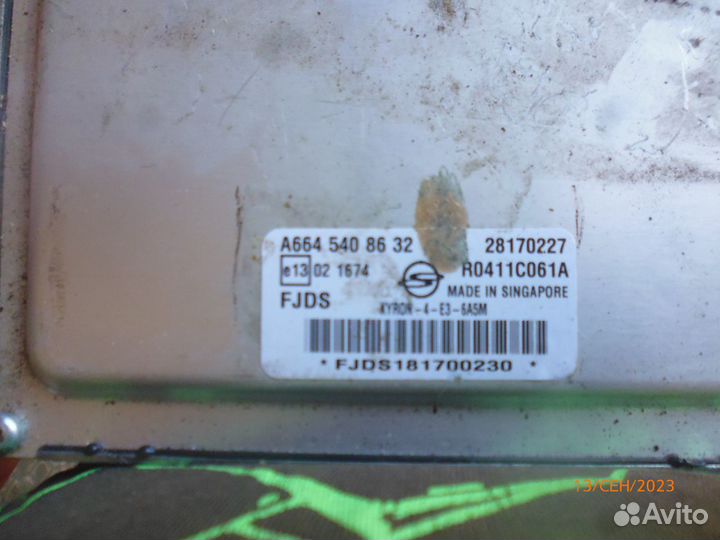 A664 540 86 32 28170227
e13 02 1674 R0411C061A
MADE IN SINGAPORE
FJDS KYRON-4-E3-6A5M
* FJDS181700230 *
13/СЕН/2023
Avito